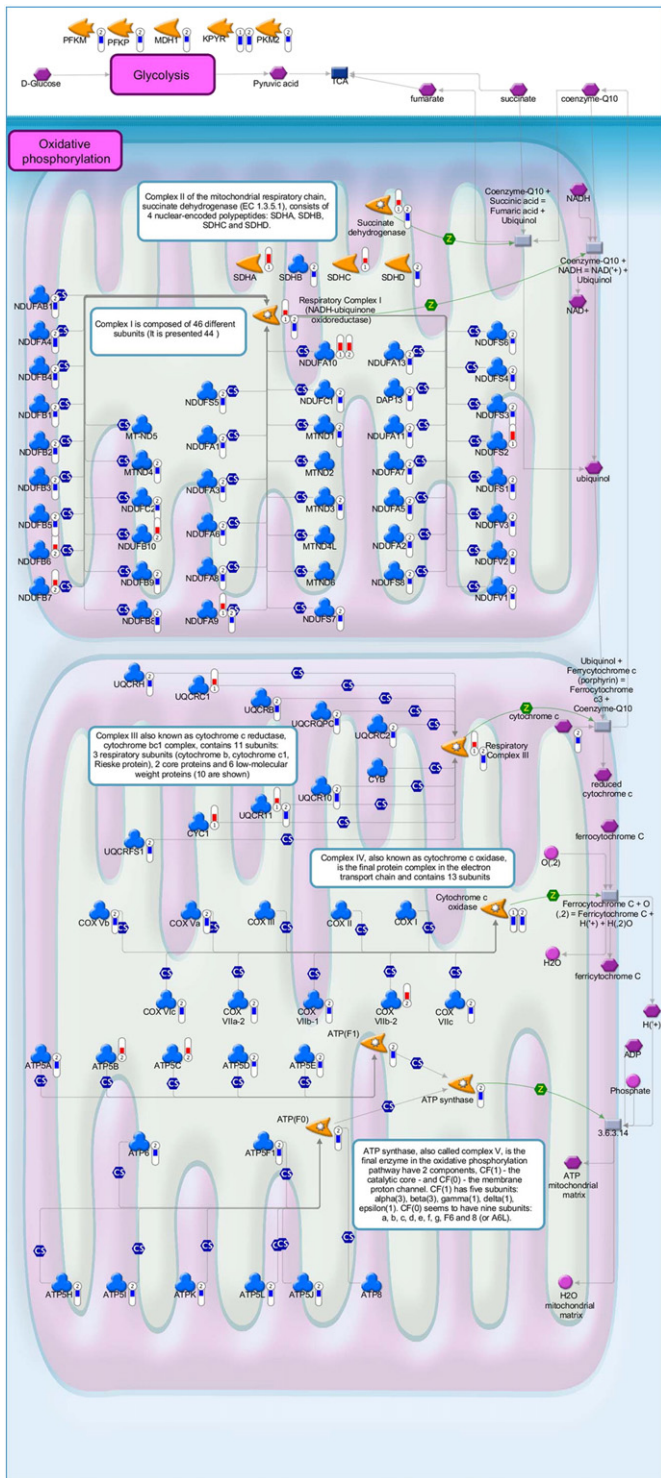 PFKM
PFKP
MDH1
KPYR
PKM2
D-Glucose
Glycolysis
Pyruvic acid
TCA
fumarate
succinate
coenzyme-Q10
Oxidative
phosphorylation
Complex II of the mitochondrial respiratory chain,
succinate dehydrogenase (EC 1.3.5.1), consists of
4 nuclear-encoded polypeptides: SDHA, SDHB,
SDHC and SDHD.
Succinate
dehydrogenase
Coenzyme-Q10 +
Succinic acid =
Fumaric acid +
Ubiquinol
NADH
SDHA
SDHB
SDHC
SDHD
Coenzyme-Q10 +
NADH = NAD('+) +
Ubiquinol
NAD+
Complex I is composed of 46 different
subunits (It is presented 44 )
Respiratory Complex I
(NADH-ubiquinone
oxidoreductase)
NDUFAB1
NDUFA4
NDUFB4
NDUFB1
NDUFB2
NDUFB3
NDUFB5
NDUFB6
NDUFB7
MT-ND5
MTND4
NDUFC2
NDUFB10
NDUFB9
NDUFB8
NDUFS5
NDUFA1
NDUFA3
NDUFA6
NDUFA8
NDUFA9
NDUFA10
NDUFC1
MTND1
MTND2
MTND3
MTND4L
MTND6
NDUFS7
NDUFA13
DAP13
NDUFA11
NDUFA7
NDUFA5
NDUFA2
NDUFS8
NDUFS6
NDUFS4
NDUFS3
NDUFS2
NDUFS1
NDUFV3
NDUFV2
NDUFV1
ubiquinol
UQCRH
UQCRC1
UQCRB
UQCRQPC
UQCRC2
CYB
UQCR10
UQCR11
CYC1
UQCRFS1
Complex III also known as cytochrome c reductase,
cytochrome bc1 complex, contains 11 subunits:
3 respiratory subunits (cytochrome b, cytochrome c1,
Rieske protein), 2 core proteins and 6 low-molecular
weight proteins (10 are shown)
Respiratory
Complex III
cytochrome c
Ubiquinol +
Ferrycytochrome c
(porphyrin) =
Ferrocytochrome
c3 +
Coenzyme-Q10
reduced
cytochrome c
ferrocytochrome C
Complex IV, also known as cytochrome c oxidase,
is the final protein complex in the electron
transport chain and contains 13 subunits
O(,2)
Cytochrome c
oxidase
Ferrocytochrome C + O
(,2) = Ferricytochrome C +
H('+) + H(,2)O
H2O
ferricytochrome C
COX Vb
COX Va
COX III
COX II
COX I
COX VIc
COX
VIIa-2
COX
VIIb-1
COX
VIIb-2
COX
VIIc
H('+)
ADP
Phosphate
ATP5A
ATP5B
ATP5C
ATP5D
ATP5E
ATP(F1)
ATP synthase
ATP(F0)
3.6.3.14
ATP6
ATP5F1
ATP synthase, also called complex V, is the
final enzyme in the oxidative phosphorylation
pathway have 2 components, CF(1) - the
catalytic core - and CF(0) - the membrane
proton channel. CF(1) has five subunits:
alpha(3), beta(3), gamma(1), delta(1),
epsilon(1). CF(0) seems to have nine subunits:
a, b, c, d, e, f, g, F6 and 8 (or A6L).
ATP
mitochondrial
matrix
ATP5H
ATP5I
ATPK
ATP5L
ATP5J
ATP8
H2O
mitochondrial
matrix